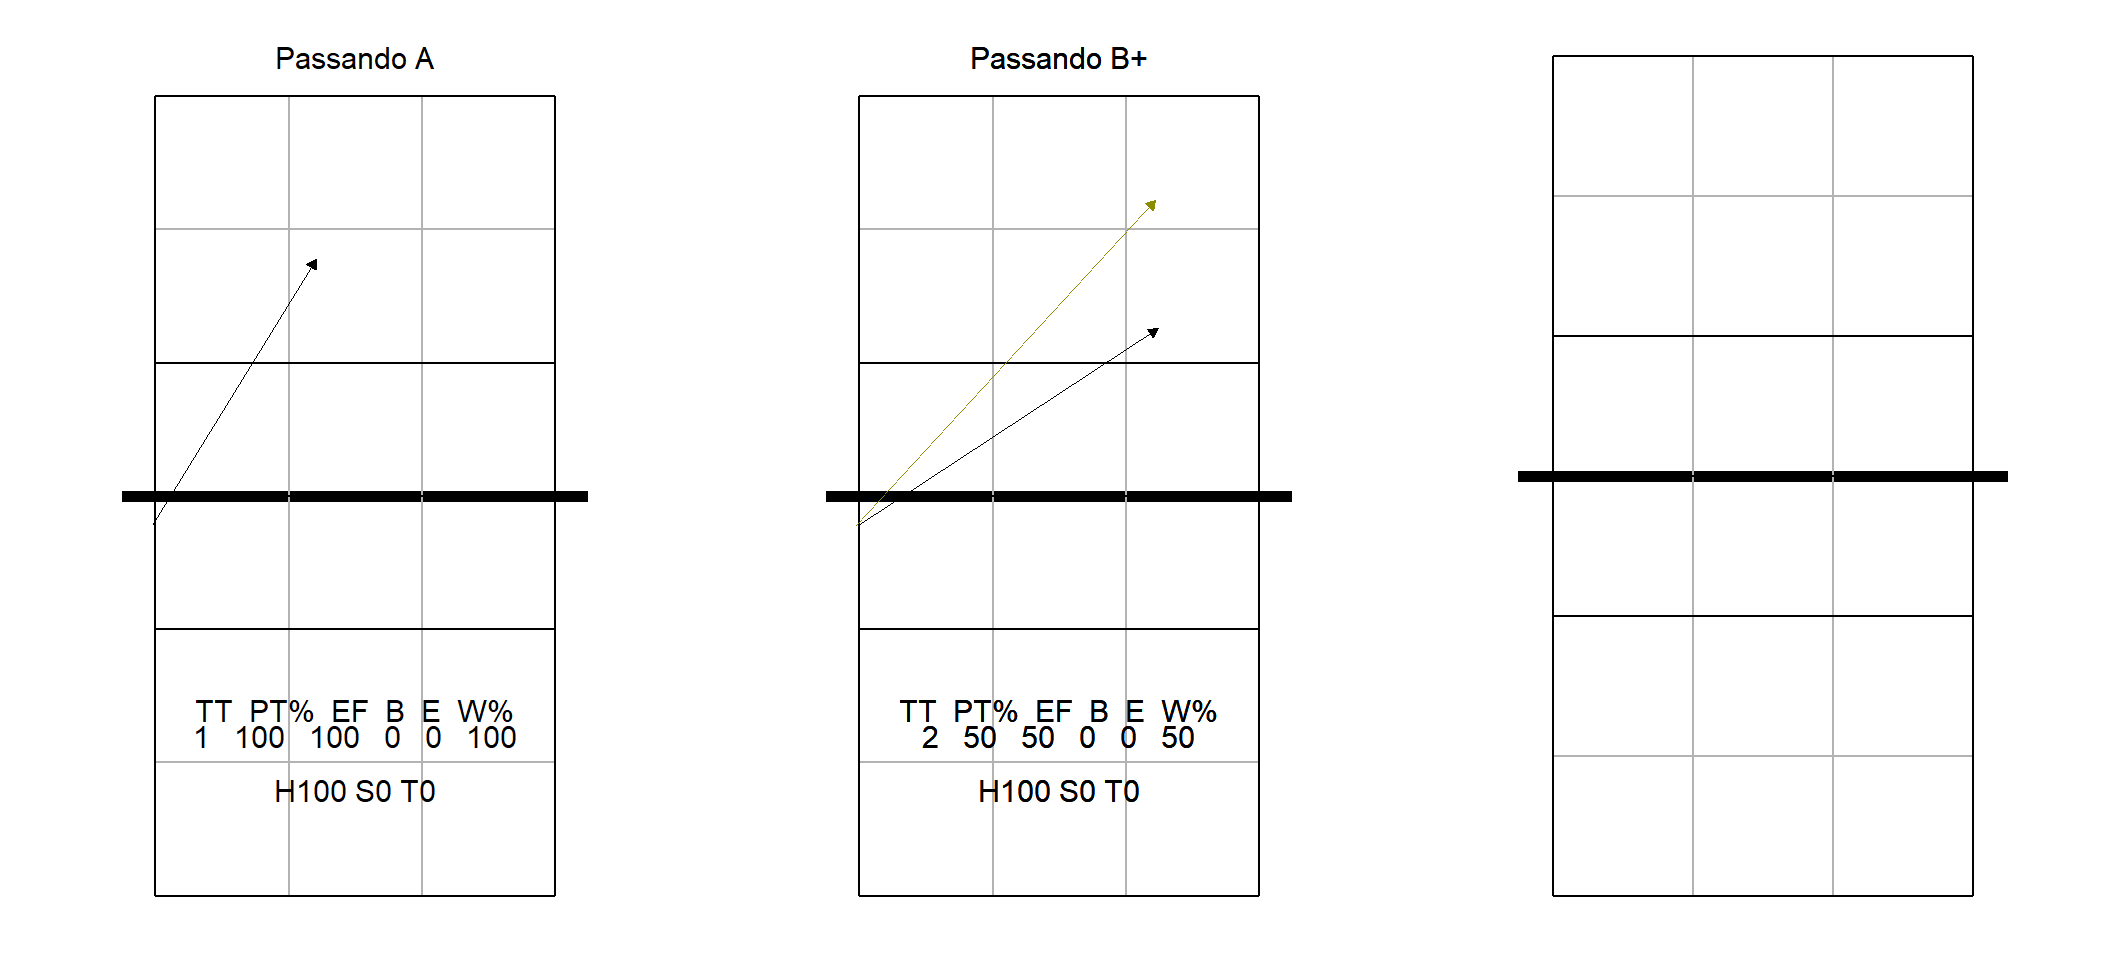 Passando A
TT PT% EF B E W%
1 100 100 0 0 100
H100 S0 T0
Passando B+
TT PT% EF B E W%
2 50 50 0 0 50
H100 S0 T0